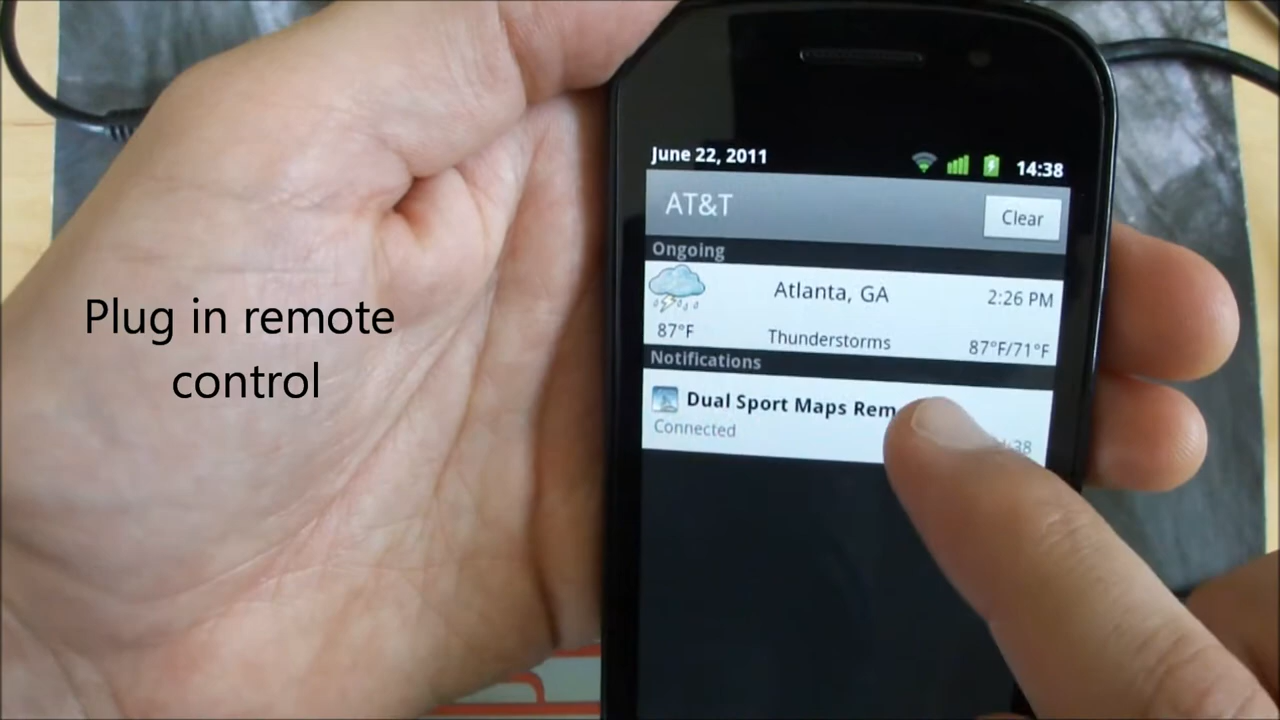 June 22, 2011 14:38
AT&T
Clear
Ongoing
Atlanta, GA 2:26 PM
87°F Thunderstorms 87°F/71°F
Notifications
Dual Sport Maps Rem
Connected :38
Plug in remote
control